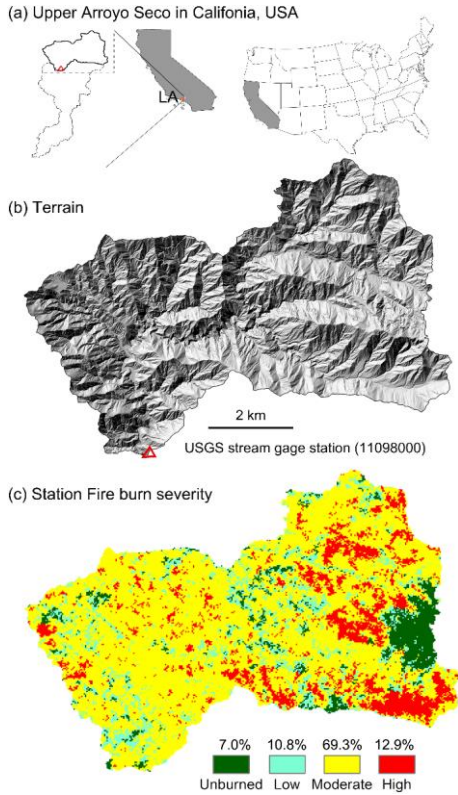 (a) Upper Arroyo Seco in Califonia, USA
LA
(b) Terrain
2 km
USGS stream gage station (11098000)
(c) Station Fire burn severity
7.0% 10.8% 69.3% 12.9%
Unburned Low Moderate High